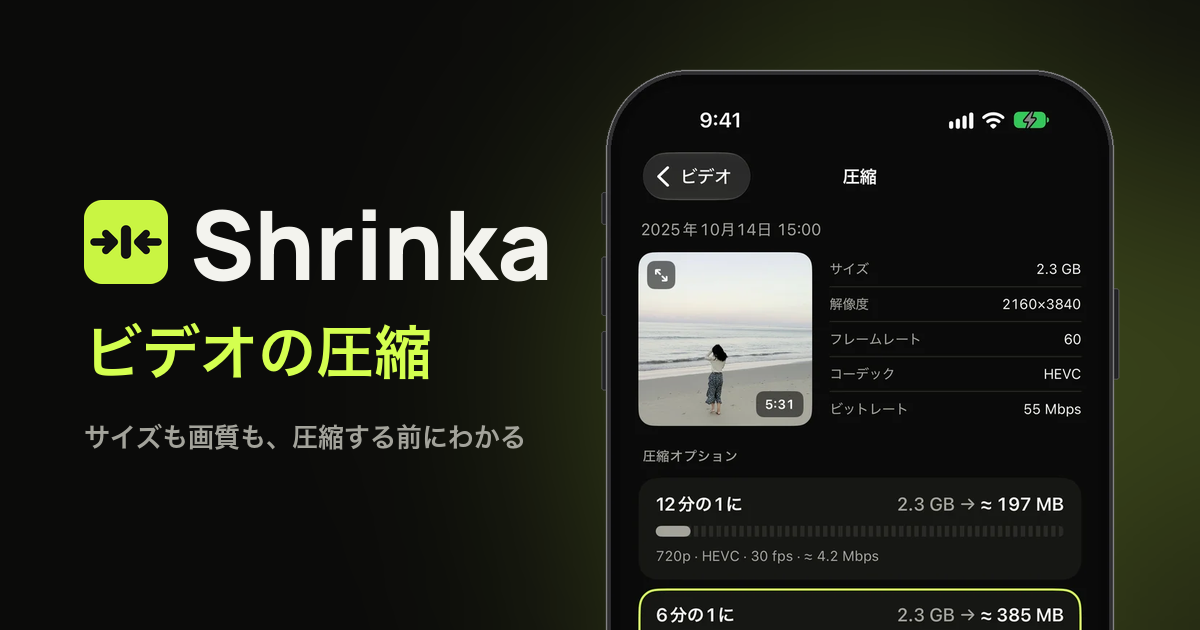 Shrinka
ビデオの圧縮
サイズも画質も、圧縮する前にわかる
9:41
ビデオ
圧縮
2025年10月14日 15:00
5:31
サイズ 2.3 GB
解像度 2160×3840
フレームレート 60
コーデック HEVC
ビットレート 55 Mbps
圧縮オプション
12分の1に 2.3 GB → ≈ 197 MB
720p · HEVC · 30 fps · ≈ 4.2 Mbps
6分の1に 2.3 GB → ≈ 385 MB